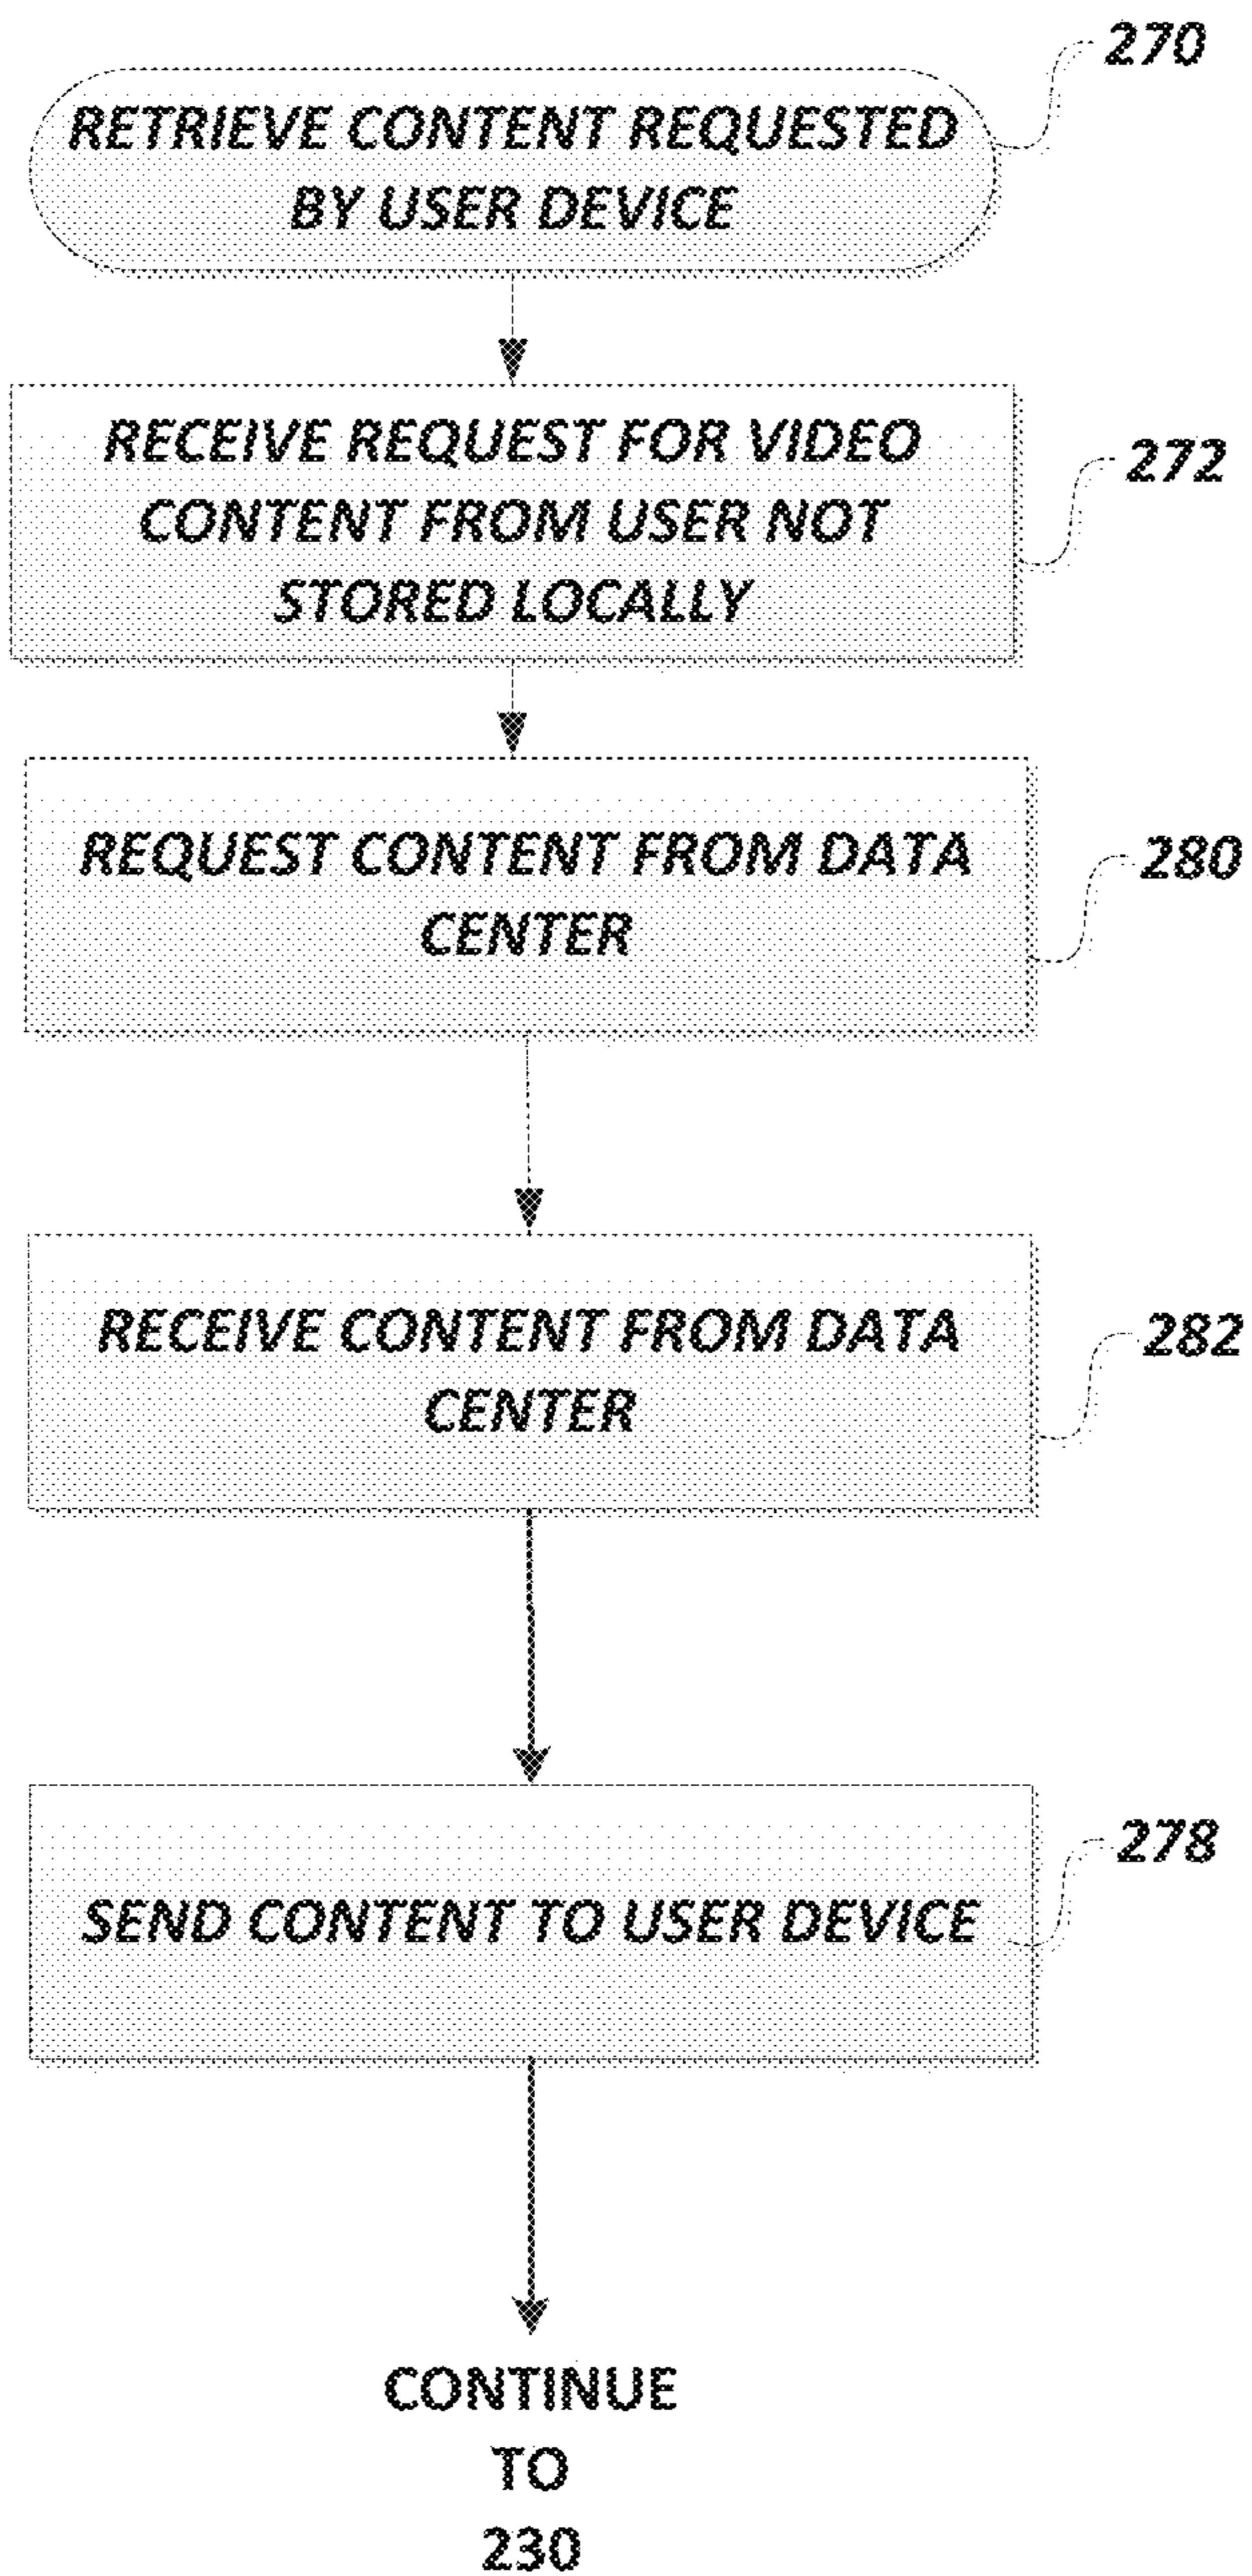 270
RETRIEVE CONTENT REQUESTED
BY USER DEVICE
RECEIVE REQUEST FOR VIDEO
CONTENT FROM USER NOT
STORED LOCALLY
272
REQUEST CONTENT FROM DATA
CENTER
280
RECEIVE CONTENT FROM DATA
CENTER
282
SEND CONTENT TO USER DEVICE
278
CONTINUE
TO
230